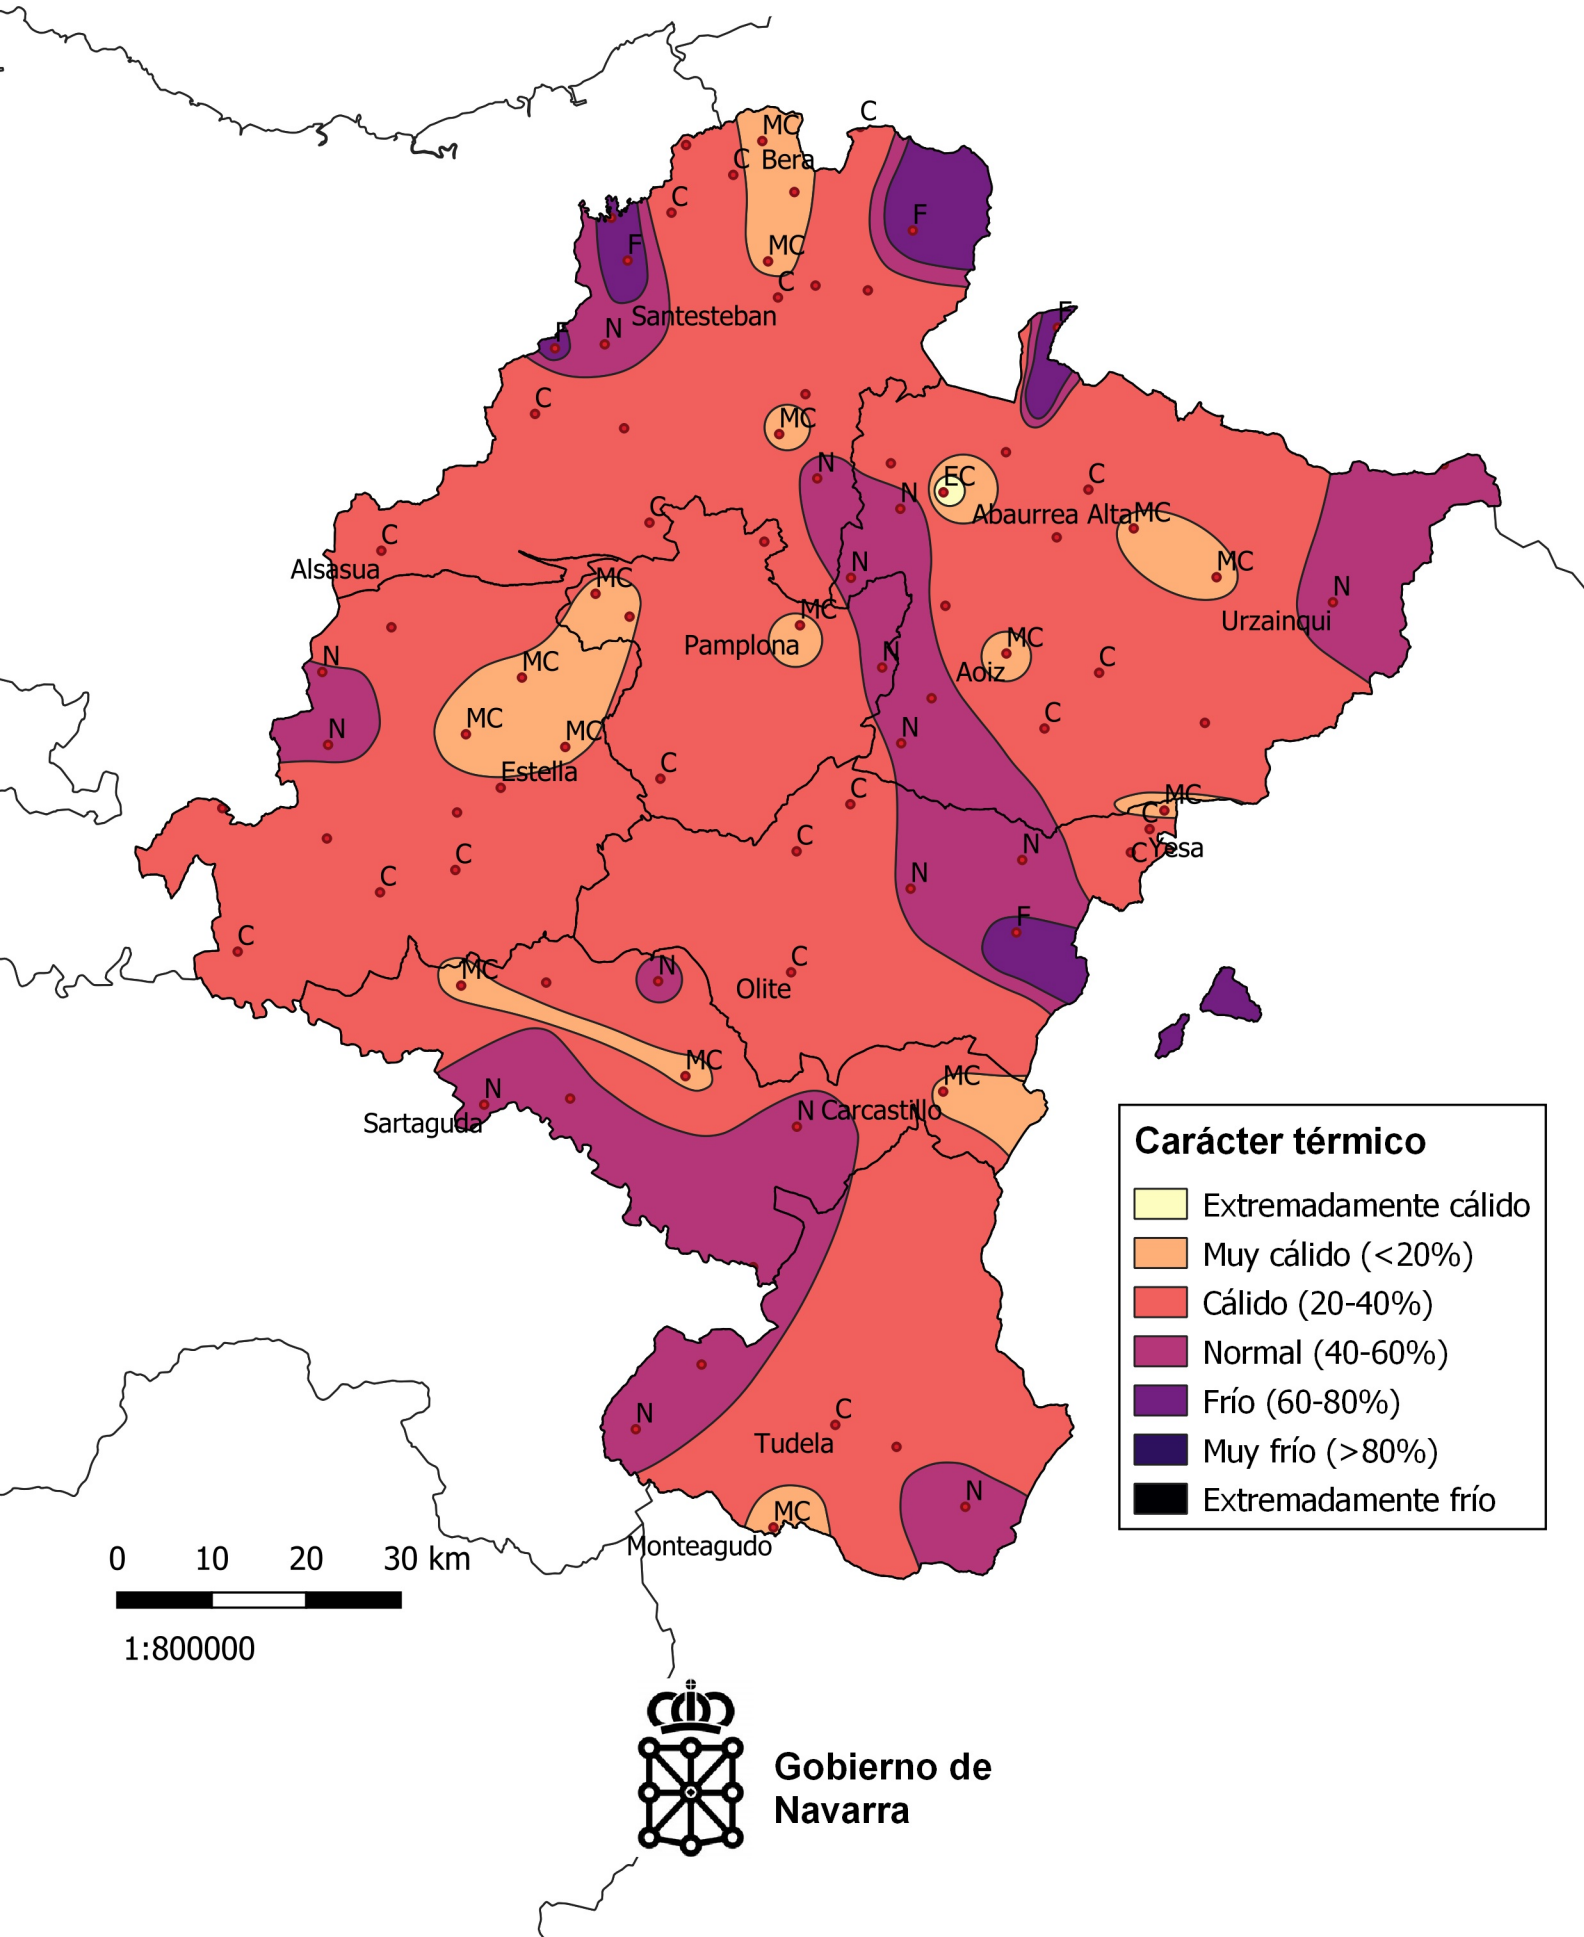 C
MC
C Bera
C
F
F
MC
C
Santesteban
F
F
N
C
MC
N
EC
C
N
Abaurrea Alta MC
C
C
Alsasua
N
MC
MC
N
Urzainqui
MC
Pamplona
N
N
MC
Aoiz
C
MC
MC
MC
C
N
N
C
Estella
C
MC
C
C
N
C Yesa
C
C
N
F
C
MC
N
C
Olite
MC
MC
N
Sartaguda
N Carcastillo
N
C
Tudela
N
MC
Monteagudo
Carácter térmico
Extremadamente cálido
Muy cálido (<20%)
Cálido (20-40%)
Normal (40-60%)
Frío (60-80%)
Muy frío (>80%)
Extremadamente frío
0 10 20 30 km
1:800000
Gobierno de
Navarra